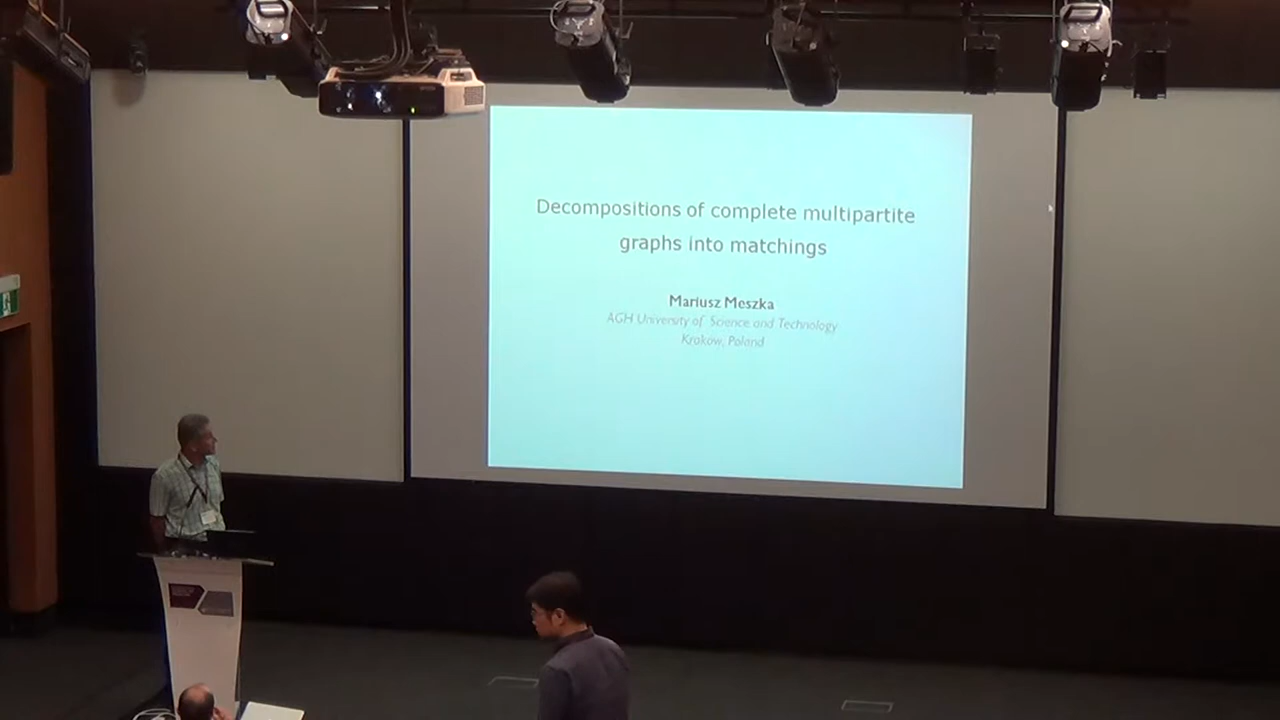 Decompositions of complete multipartite
graphs into matchings
Mariusz Meszka
AGH University of Science and Technology
Kraków, Poland